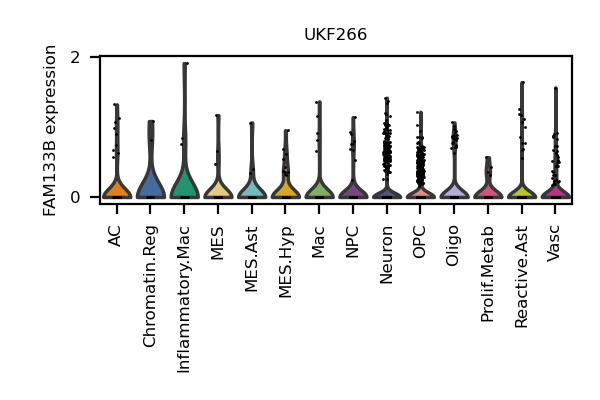 UKF266
FAM133B expression
2
0
AC
Chromatin.Reg
Inflammatory.Mac
MES
MES.Ast
MES.Hyp
Mac
NPC
Neuron
OPC
Oligo
Prolif.Metab
Reactive.Ast
Vasc